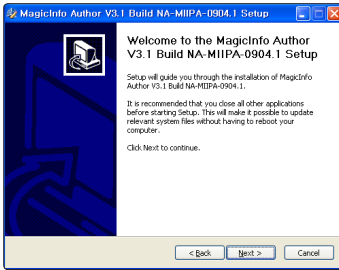 MagicInfo Author V3.1 Build NA-MIIPA-0904.1 Setup
Welcome to the MagicInfo Author
V3.1 Build NA-MIIPA-0904.1 Setup
Setup will guide you through the installation of MagicInfo
Author V3.1 Build NA-MIIPA-0904.1.
It is recommended that you close all other applications
before starting Setup. This will make it possible to update
relevant system files without having to reboot your
computer.
Click Next to continue.
< Back
Next >
Cancel